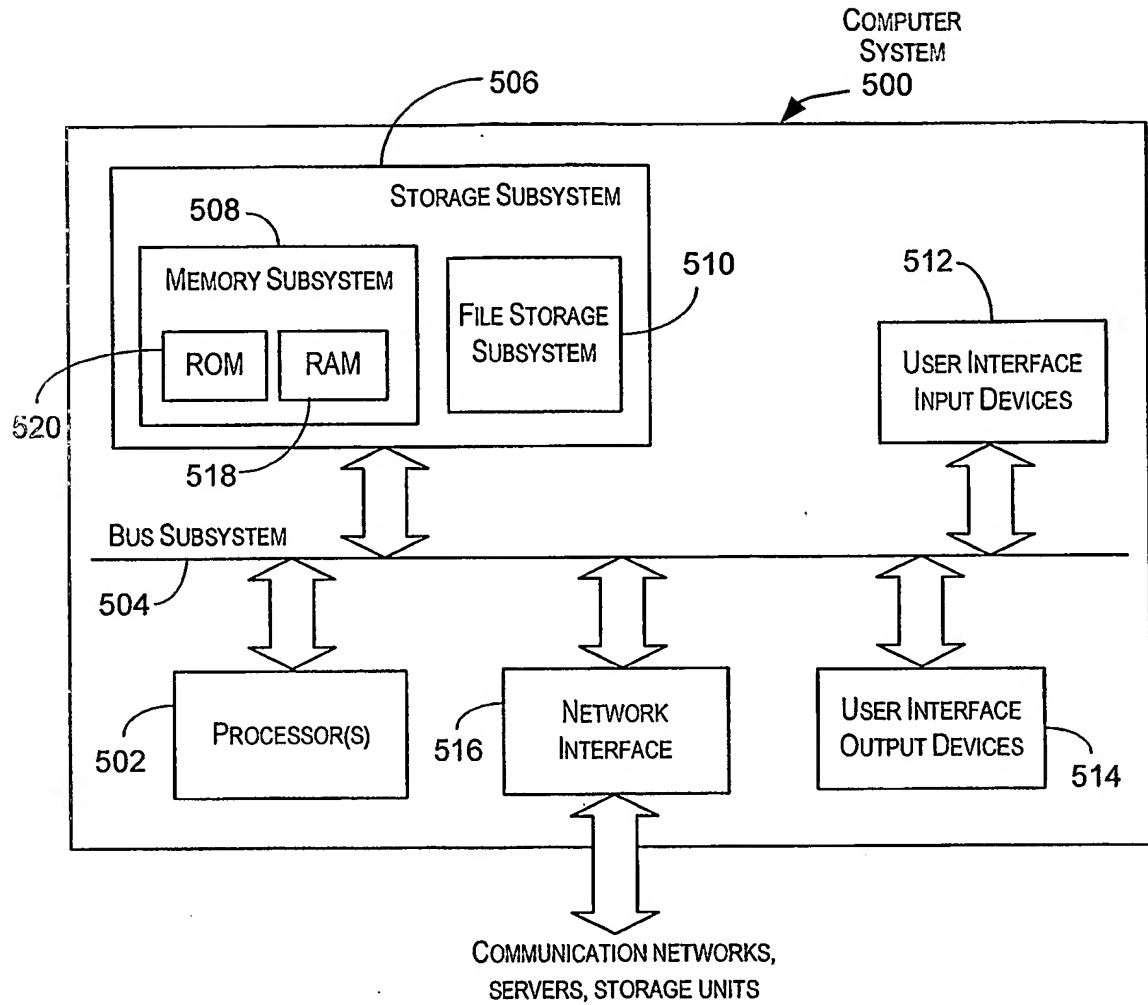 COMPUTER
SYSTEM
500
506
STORAGE SUBSYSTEM
508
MEMORY SUBSYSTEM
510
512
FILE STORAGE
SUBSYSTEM
ROM
RAM
USER INTERFACE
INPUT DEVICES
520
518
BUS SUBSYSTEM
504
PROCESSOR(S)
502
NETWORK
INTERFACE
516
USER INTERFACE
OUTPUT DEVICES
514
COMMUNICATION NETWORKS,
SERVERS, STORAGE UNITS